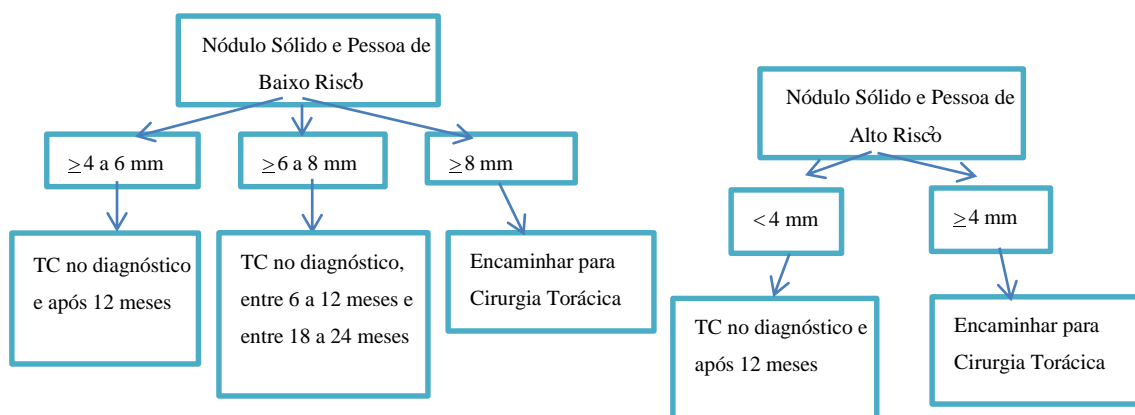 Nódulo Sólido e Pessoa de
Baixo Risco¹
≥4 a 6 mm
≥6 a 8 mm
≥8 mm
TC no diagnóstico
e após 12 meses
TC no diagnóstico,
entre 6 a 12 meses e
entre 18 a 24 meses
Encaminhar para
Cirurgia Torácica
Nódulo Sólido e Pessoa de
Alto Risco²
<4 mm
≥4 mm
TC no diagnóstico e
após 12 meses
Encaminhar para
Cirurgia Torácica